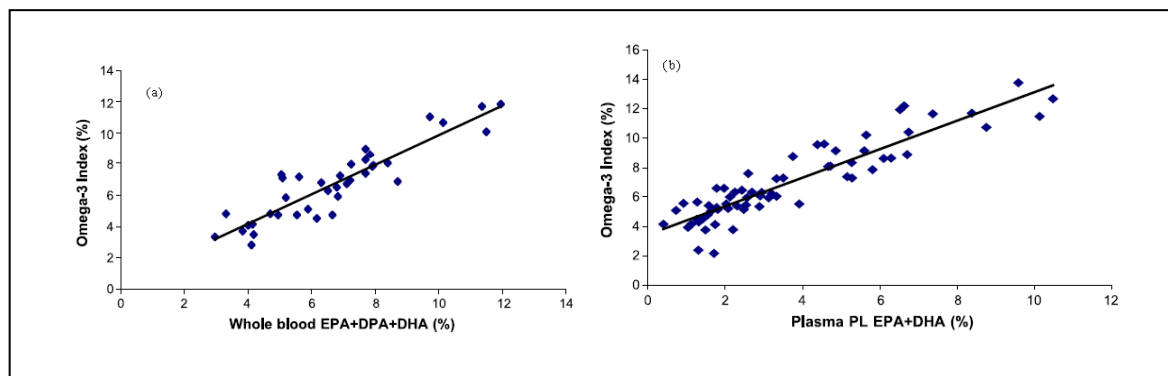 (a)
Omega-3 Index (%)
14
12
10
8
6
4
2
0
0 2 4 6 8 10 12 14
Whole blood EPA+DPA+DHA (%)
(b)
Omega-3 Index (%)
16
14
12
10
8
6
4
2
0
0 2 4 6 8 10 12
Plasma PL EPA+DHA (%)